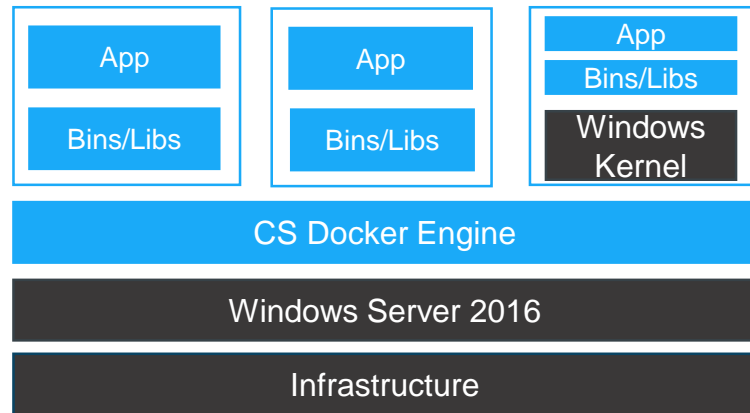 App
Bins/Libs
App
Bins/Libs
App
Bins/Libs
Windows
Kernel
CS Docker Engine
Windows Server 2016
Infrastructure